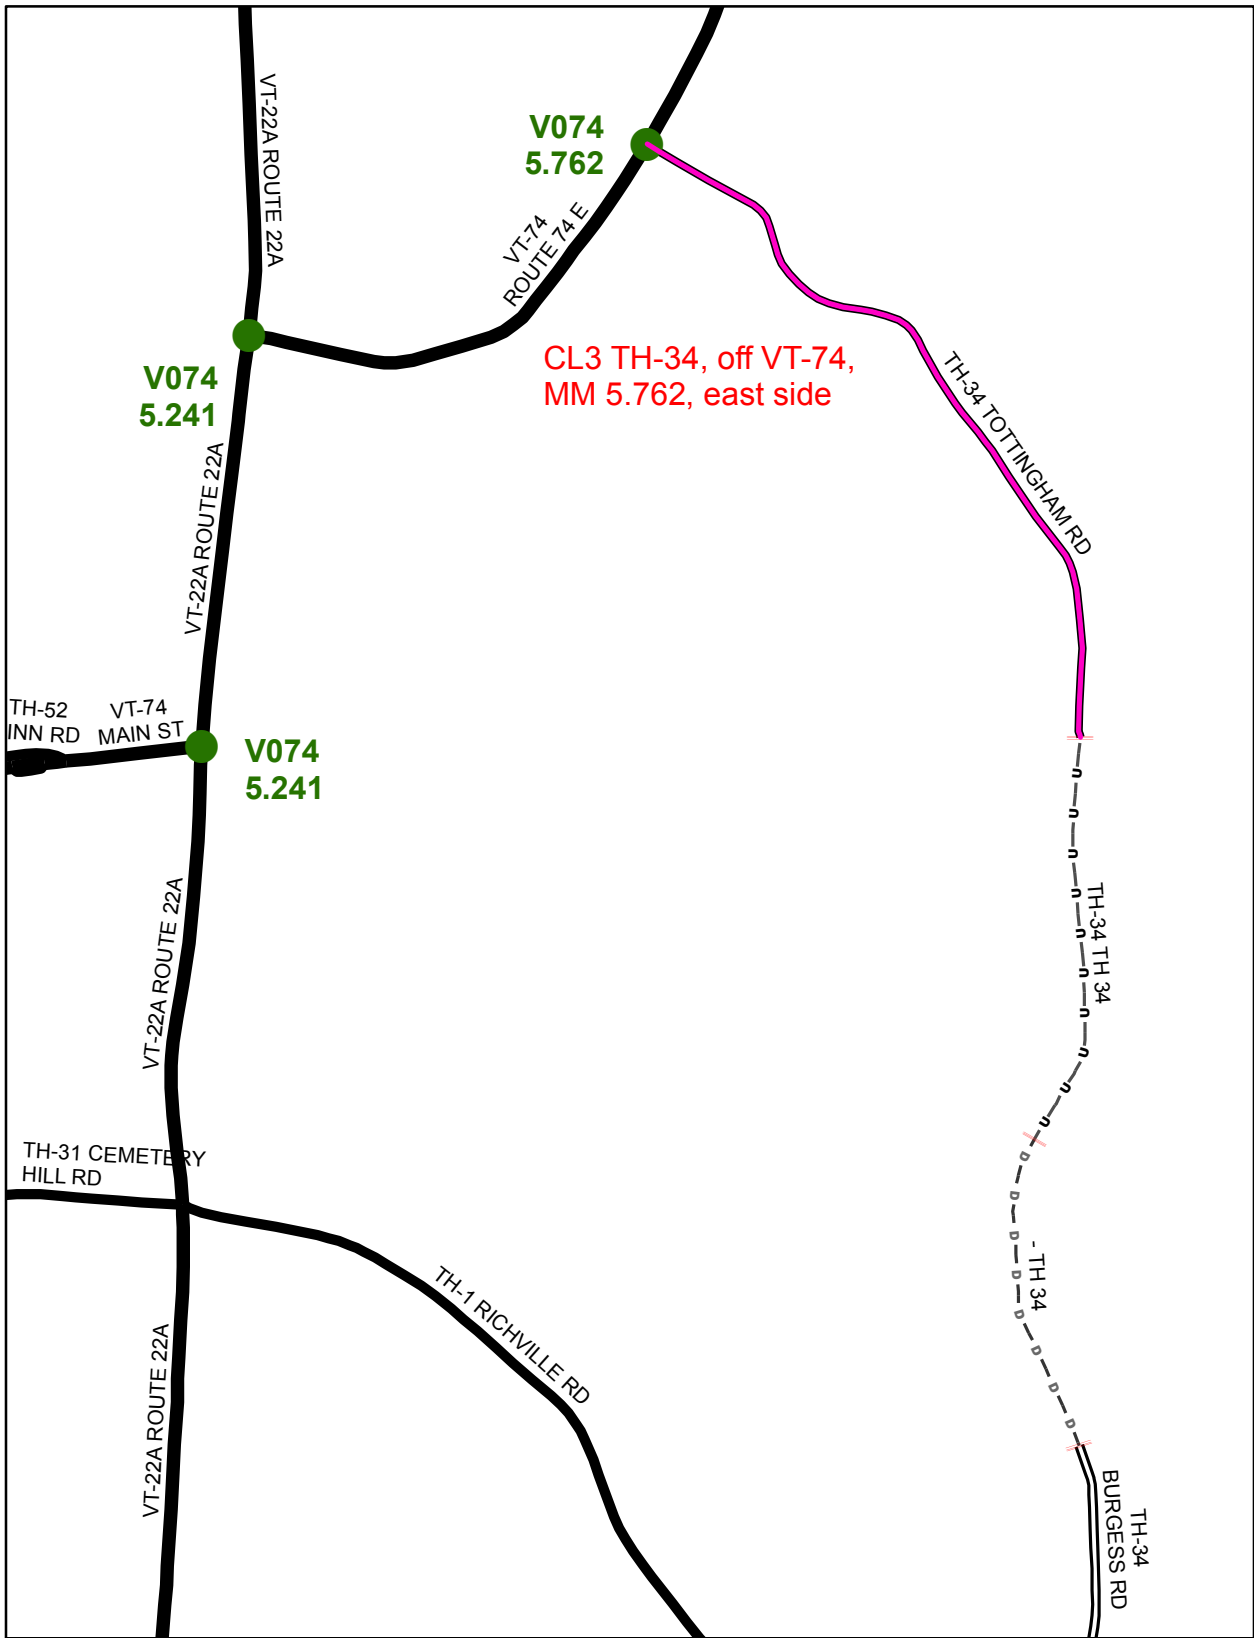 VT-22A ROUTE 22A
V074
5.762
VT-74
ROUTE 74 E
V074
5.241
CL3 TH-34, off VT-74,
MM 5.762, east side
TH-34 TOTTINGHAM RD
VT-22A ROUTE 22A
TH-52
INN RD
VT-74
MAIN ST
V074
5.241
VT-22A ROUTE 22A
TH-34 TH 34
U
U
U
U
U
U
U
U
U
U
TH-31 CEMETERY
HILL RD
D
D
D
D
D
D
D
D
- TH 34
TH-1 RICHVILLE RD
VT-22A ROUTE 22A
TH-34
BURGESS RD